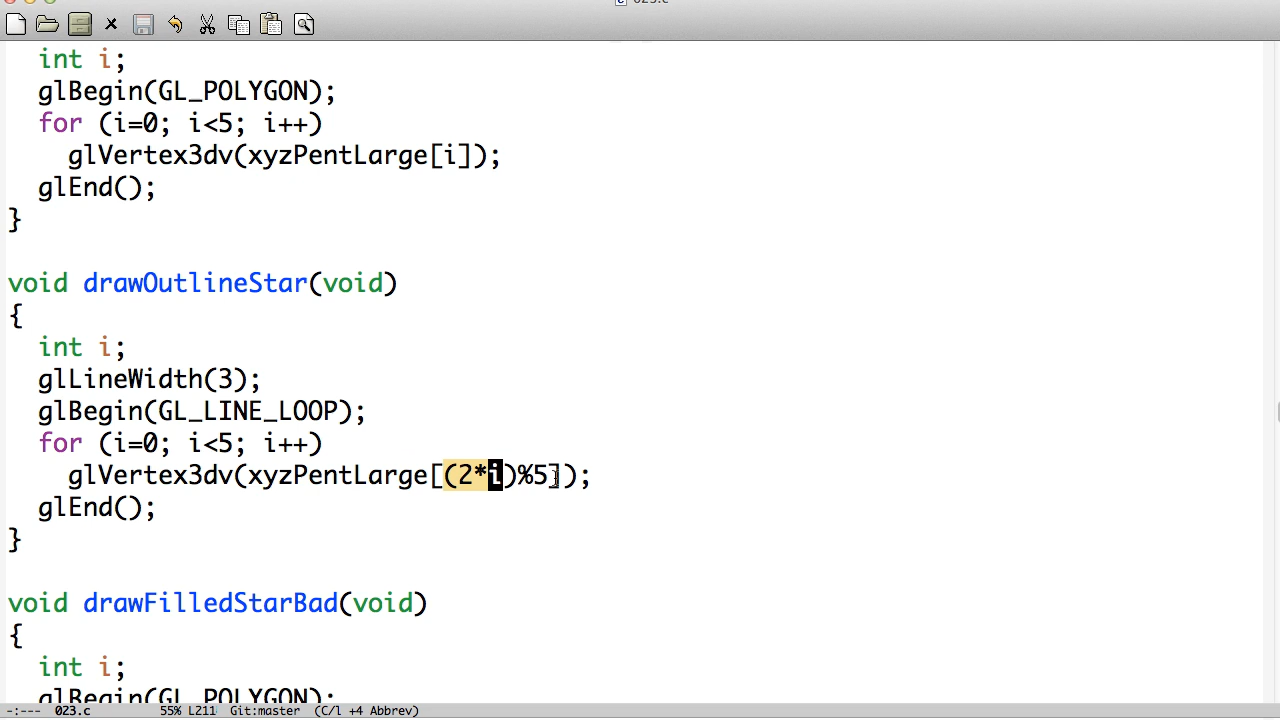 023.c
int i;
glBegin(GL_POLYGON);
for (i=0; i<5; i++)
glVertex3dv(xyzPentLarge[i]);
glEnd();
}
void drawOutlineStar(void)
{
int i;
glLineWidth(3);
glBegin(GL_LINE_LOOP);
for (i=0; i<5; i++)
glVertex3dv(xyzPentLarge[(2*i)%5]);
glEnd();
}
void drawFilledStarBad(void)
{
int i;
glBegin(GL_POLYGON);
-:--- 023.c 55% L211 Git:master (C/l +4 Abbrev)